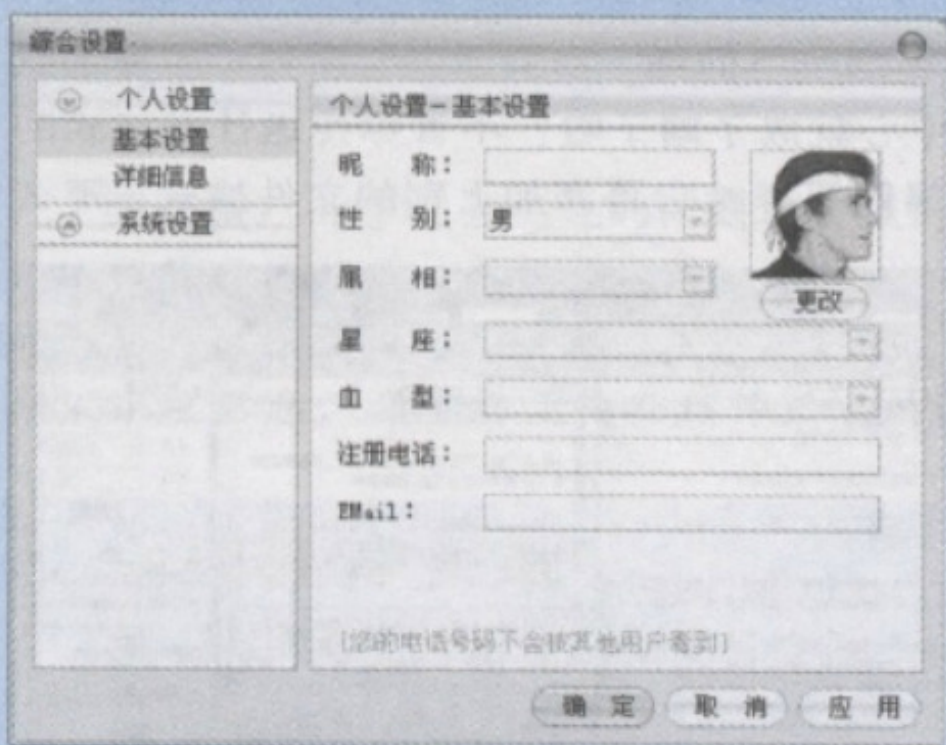 综合设置
个人设置
基本设置
详细信息
系统设置
个人设置-基本设置
昵 称：
性 别： 男
属 相：
更改
星 座：
血 型：
注册电话：
EMail：
[您的电话号码不会被其他用户看到]
确 定 取 消 应 用